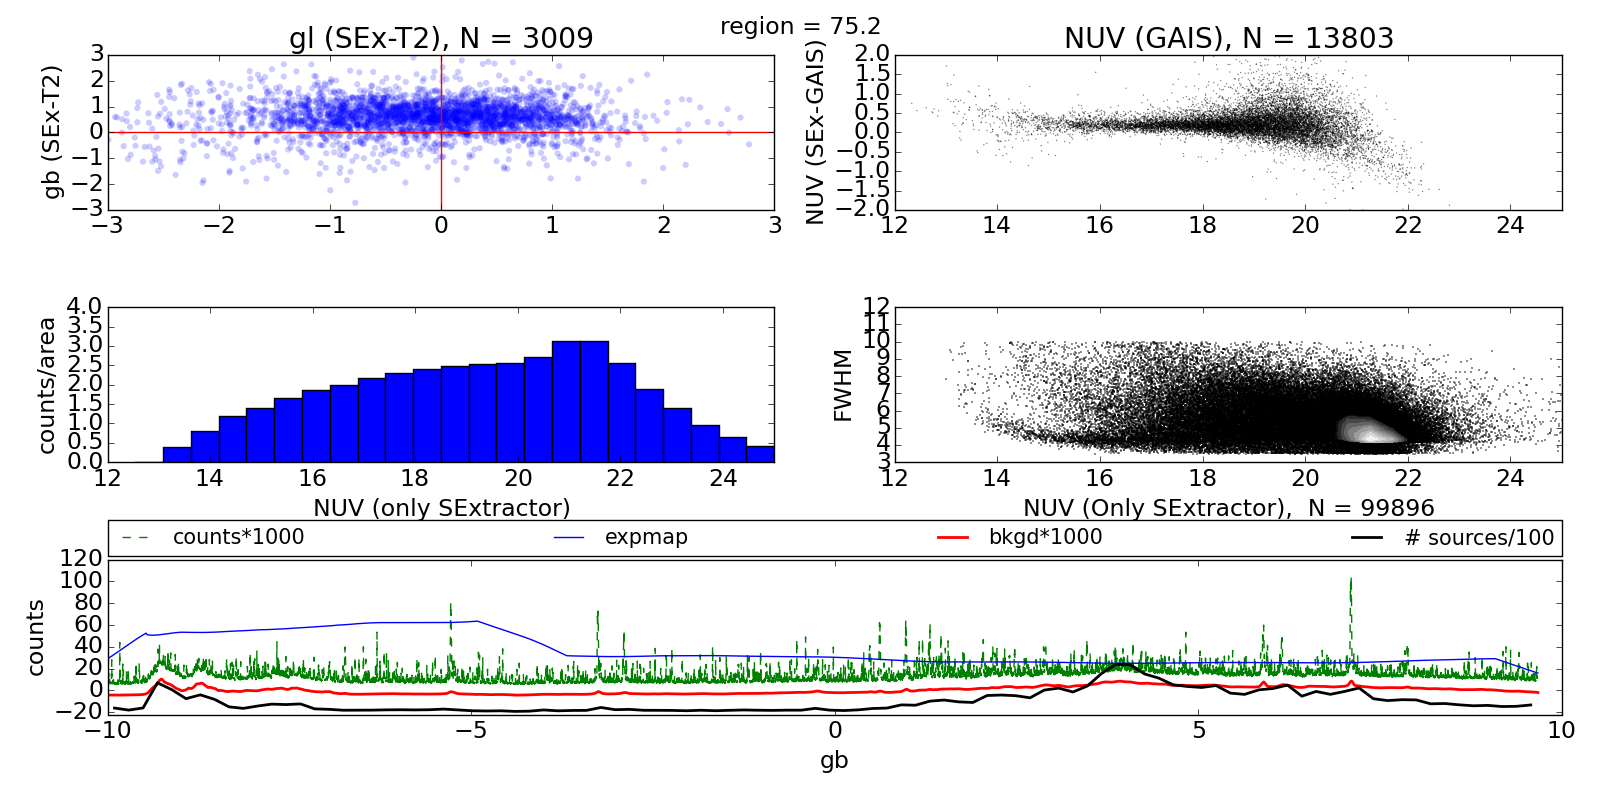 region = 75.2
gl (SEx-T2), N = 3009
NUV (GAIS), N = 13803
gb (SEx-T2)
3
2
1
0
−1
−2
−3
−3 −2 −1 0 1 2 3
NUV (SEx-GAIS)
2.0
1.5
1.0
0.5
0.0
−0.5
−1.0
−1.5
−2.0
12 14 16 18 20 22 24
counts/area
4.0
3.5
3.0
2.5
2.0
1.5
1.0
0.5
0.0
12 14 16 18 20 22 24
NUV (only SExtractor)
FWHM
12
11
10
9
8
7
6
5
4
3
12 14 16 18 20 22 24
NUV (Only SExtractor), N = 99896
counts*1000 expmap bkgd*1000 # sources/100
counts
120
100
80
60
40
20
0
−20
−10 −5 0 5 10
gb